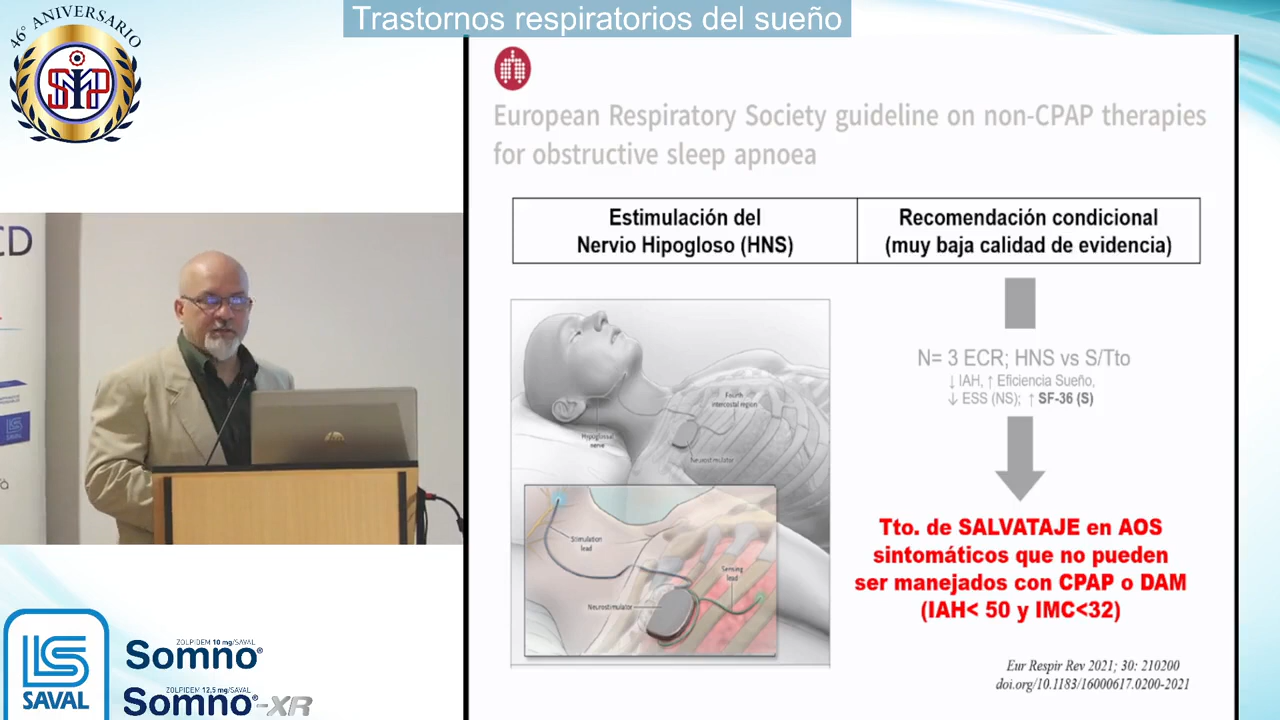 Trastornos respiratorios del sueño
46° ANIVERSARIO
SMP
European Respiratory Society guideline on non-CPAP therapies
for obstructive sleep apnoea
Estimulación del
Nervio Hipogloso (HNS)
Recomendación condicional
(muy baja calidad de evidencia)
N= 3 ECR; HNS vs S/Tto
↓ IAH, ↑ Eficiencia Sueño,
↓ ESS (NS); ↑ SF-36 (S)
Tto. de SALVATAJE en AOS
sintomáticos que no pueden
ser manejados con CPAP o DAM
(IAH< 50 y IMC<32)
Fourth
intercostal region
Hypoglossal
nerve
Neurostimulator
Stimulation
lead
Sensing
lead
Neurostimulator
Eur Respir Rev 2021; 30: 210200
doi.org/10.1183/16000617.0200-2021
CD
SAVAL
hp
LS
SAVAL
ZOLPIDEM 10 mg/SAVAL
Somno®
ZOLPIDEM 12,5 mg/SAVAL
Somno®-XR